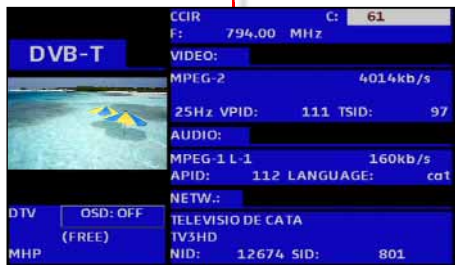 CCIR C: 61
F: 794.00 MHz
DVB-T
VIDEO:
MPEG-2 4014kb/s
25Hz VPID: 111 TSID: 97
AUDIO:
MPEG-1 L-1 160kb/s
APID: 112 LANGUAGE: cat
NETW.:
DTV OSD: OFF
(FREE)
MHP
TELEVISIO DE CATA
TV3HD
NID: 12674 SID: 801